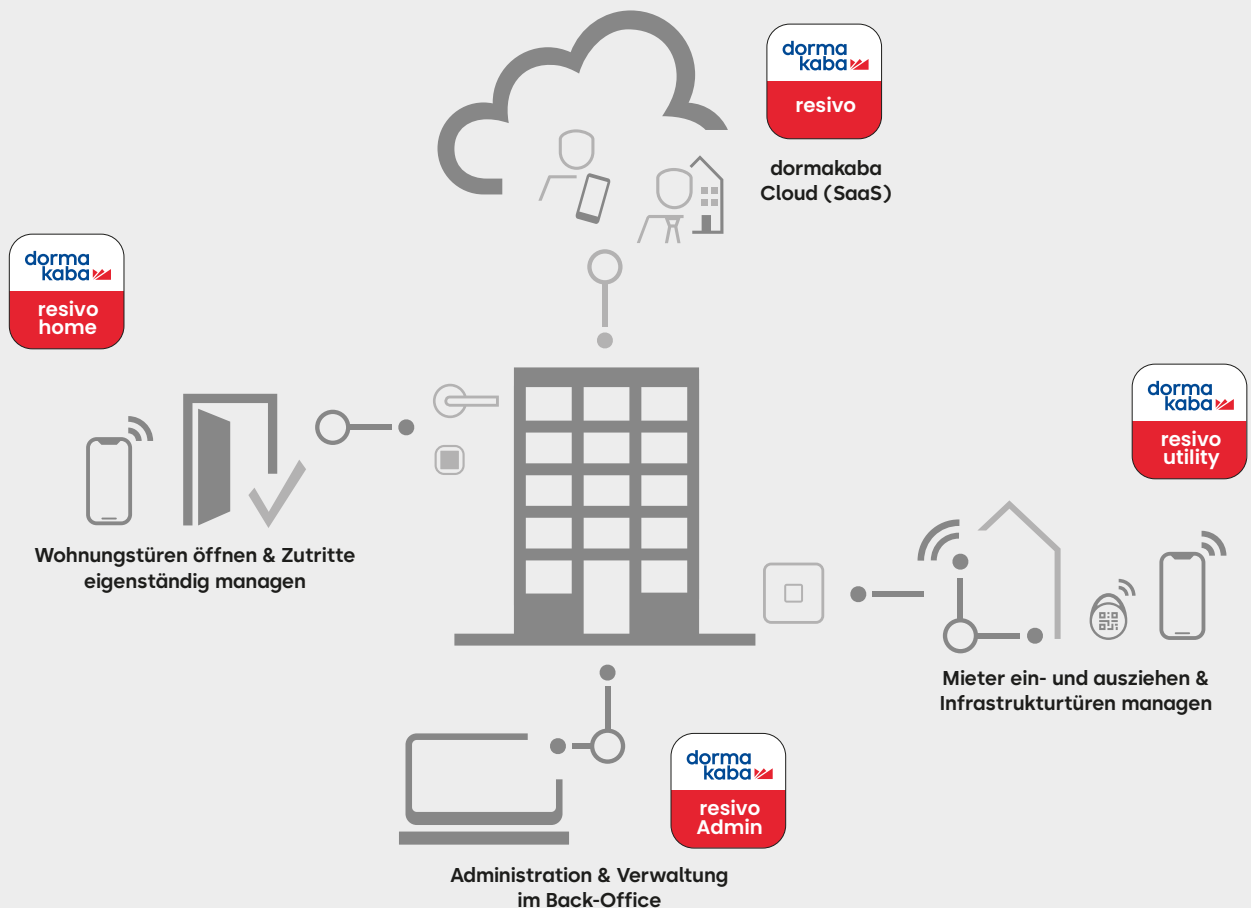 dorma
kaba
resivo
dormakaba
Cloud (SaaS)
dorma
kaba
resivo
home
Wohnungstüren öffnen & Zutritte
eigenständig managen
dorma
kaba
resivo
utility
Mieter ein- und ausziehen &
Infrastrukturtüren managen
dorma
kaba
resivo
Admin
Administration & Verwaltung
im Back-Office